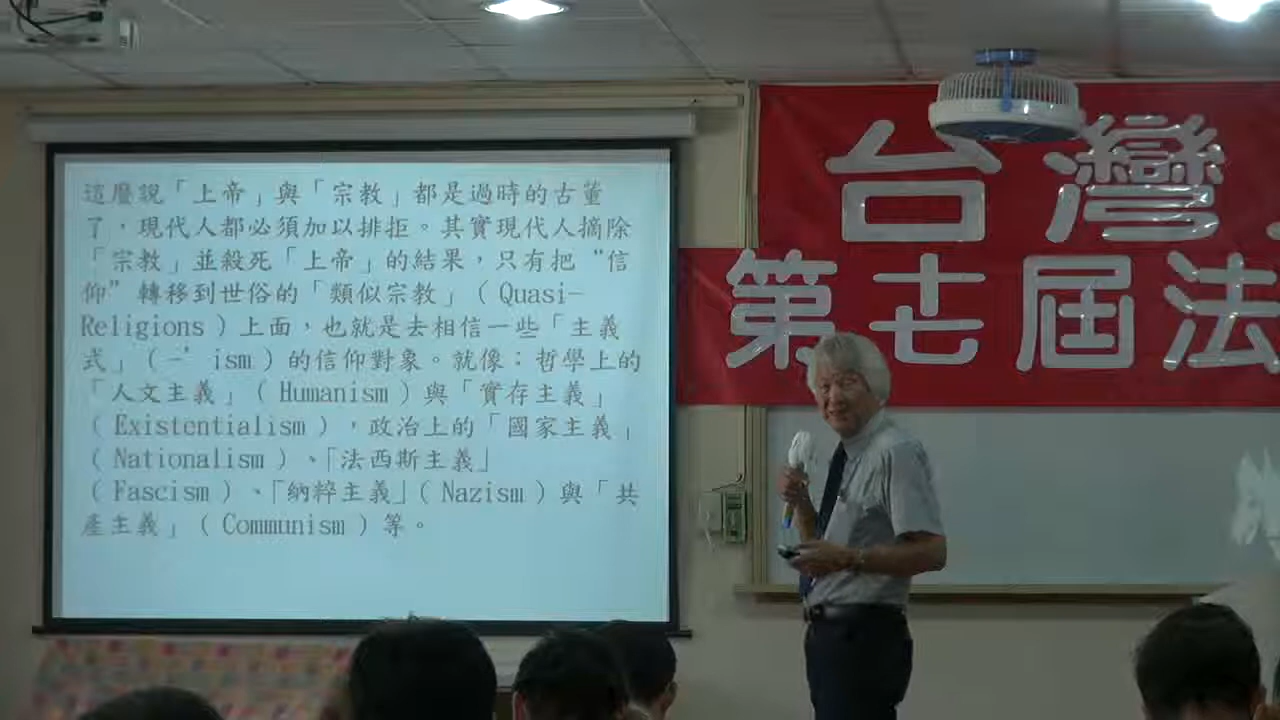 這麼說「上帝」與「宗教」都是過時的古董
了，現代人都必須加以排拒。其實現代人摘除
「宗教」並殺死「上帝」的結果，只有把“信
仰”轉移到世俗的「類似宗教」（Quasi-
Religions）上面，也就是去相信一些「主義
式」（-'ism）的信仰對象。就像：哲學上的
「人文主義」（Humanism）與「實存主義」
（Existentialism），政治上的「國家主義」
（Nationalism）、「法西斯主義」
（Fascism）、「納粹主義」（Nazism）與「共
產主義」（Communism）等。
台灣
第七屆法